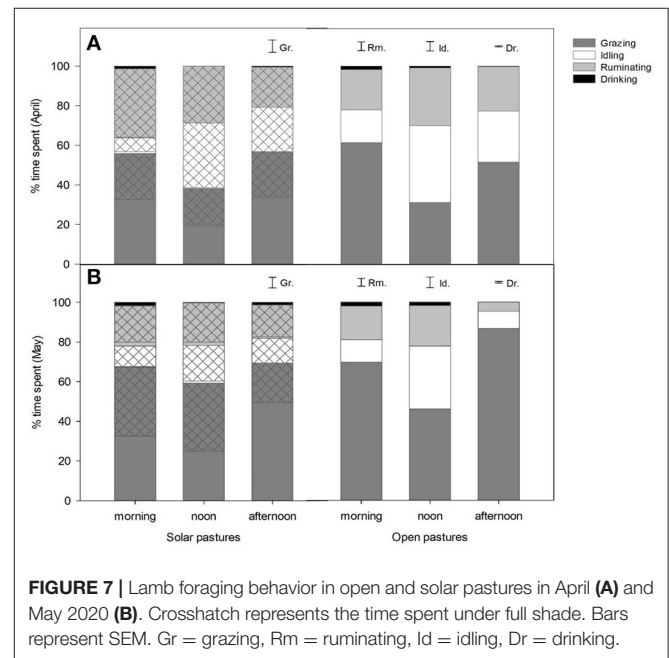 A
Gr.
Rm.
Id.
Dr.
Grazing
Idling
Ruminating
Drinking
% time spent (April)
100
80
60
40
20
0
B
Gr.
Rm.
Id.
Dr.
% time spent (May)
100
80
60
40
20
0
morning noon afternoon morning noon afternoon
Solar pastures Open pastures
FIGURE 7 | Lamb foraging behavior in open and solar pastures in April (A) and
May 2020 (B). Crosshatch represents the time spent under full shade. Bars
represent SEM. Gr = grazing, Rm = ruminating, Id = idling, Dr = drinking.